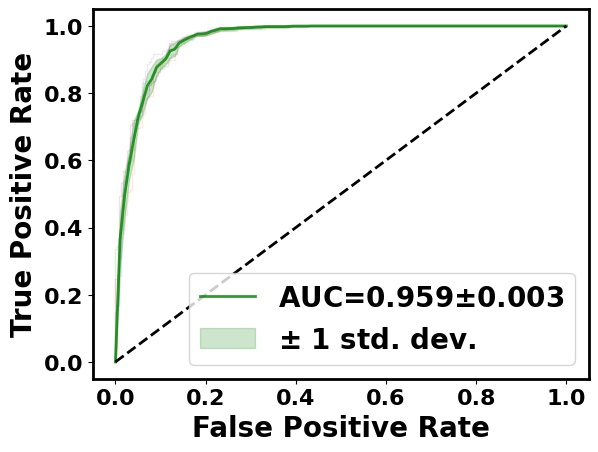 1.0
0.8
0.6
0.4
0.2
0.0
True Positive Rate
AUC=0.959±0.003
± 1 std. dev.
0.0 0.2 0.4 0.6 0.8 1.0
False Positive Rate